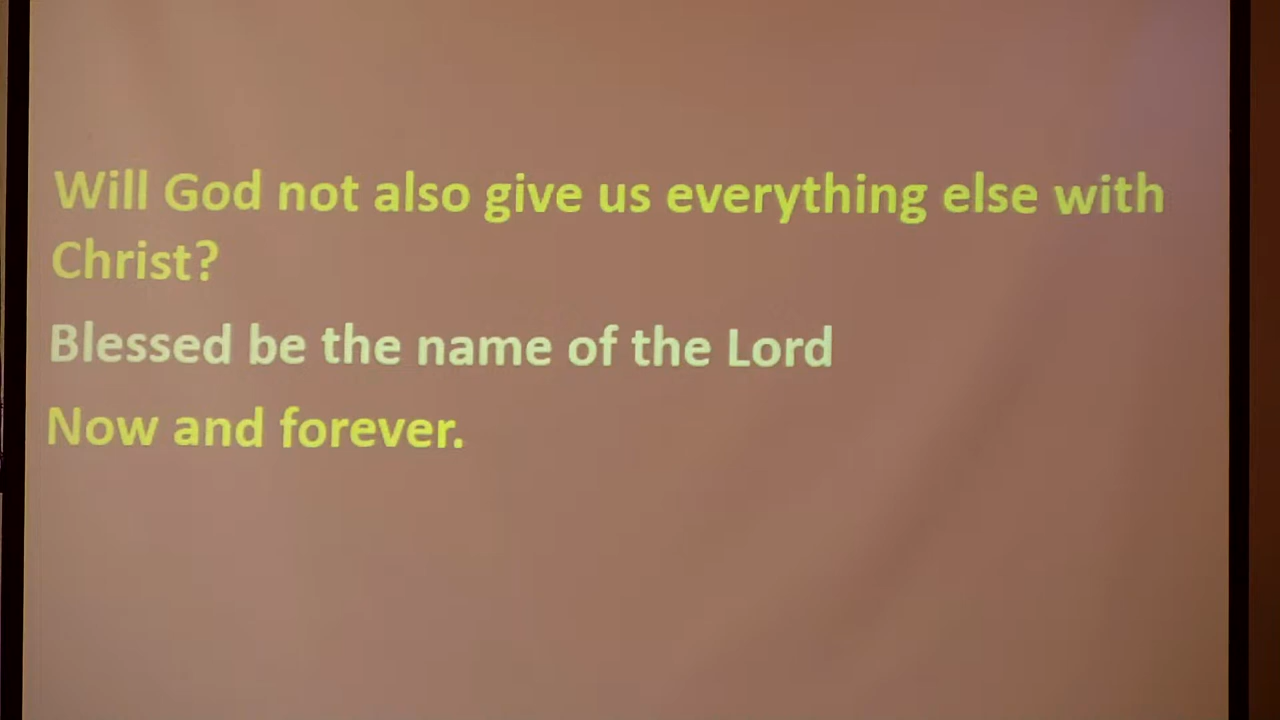 Will God not also give us everything else with
Christ?
Blessed be the name of the Lord
Now and forever.